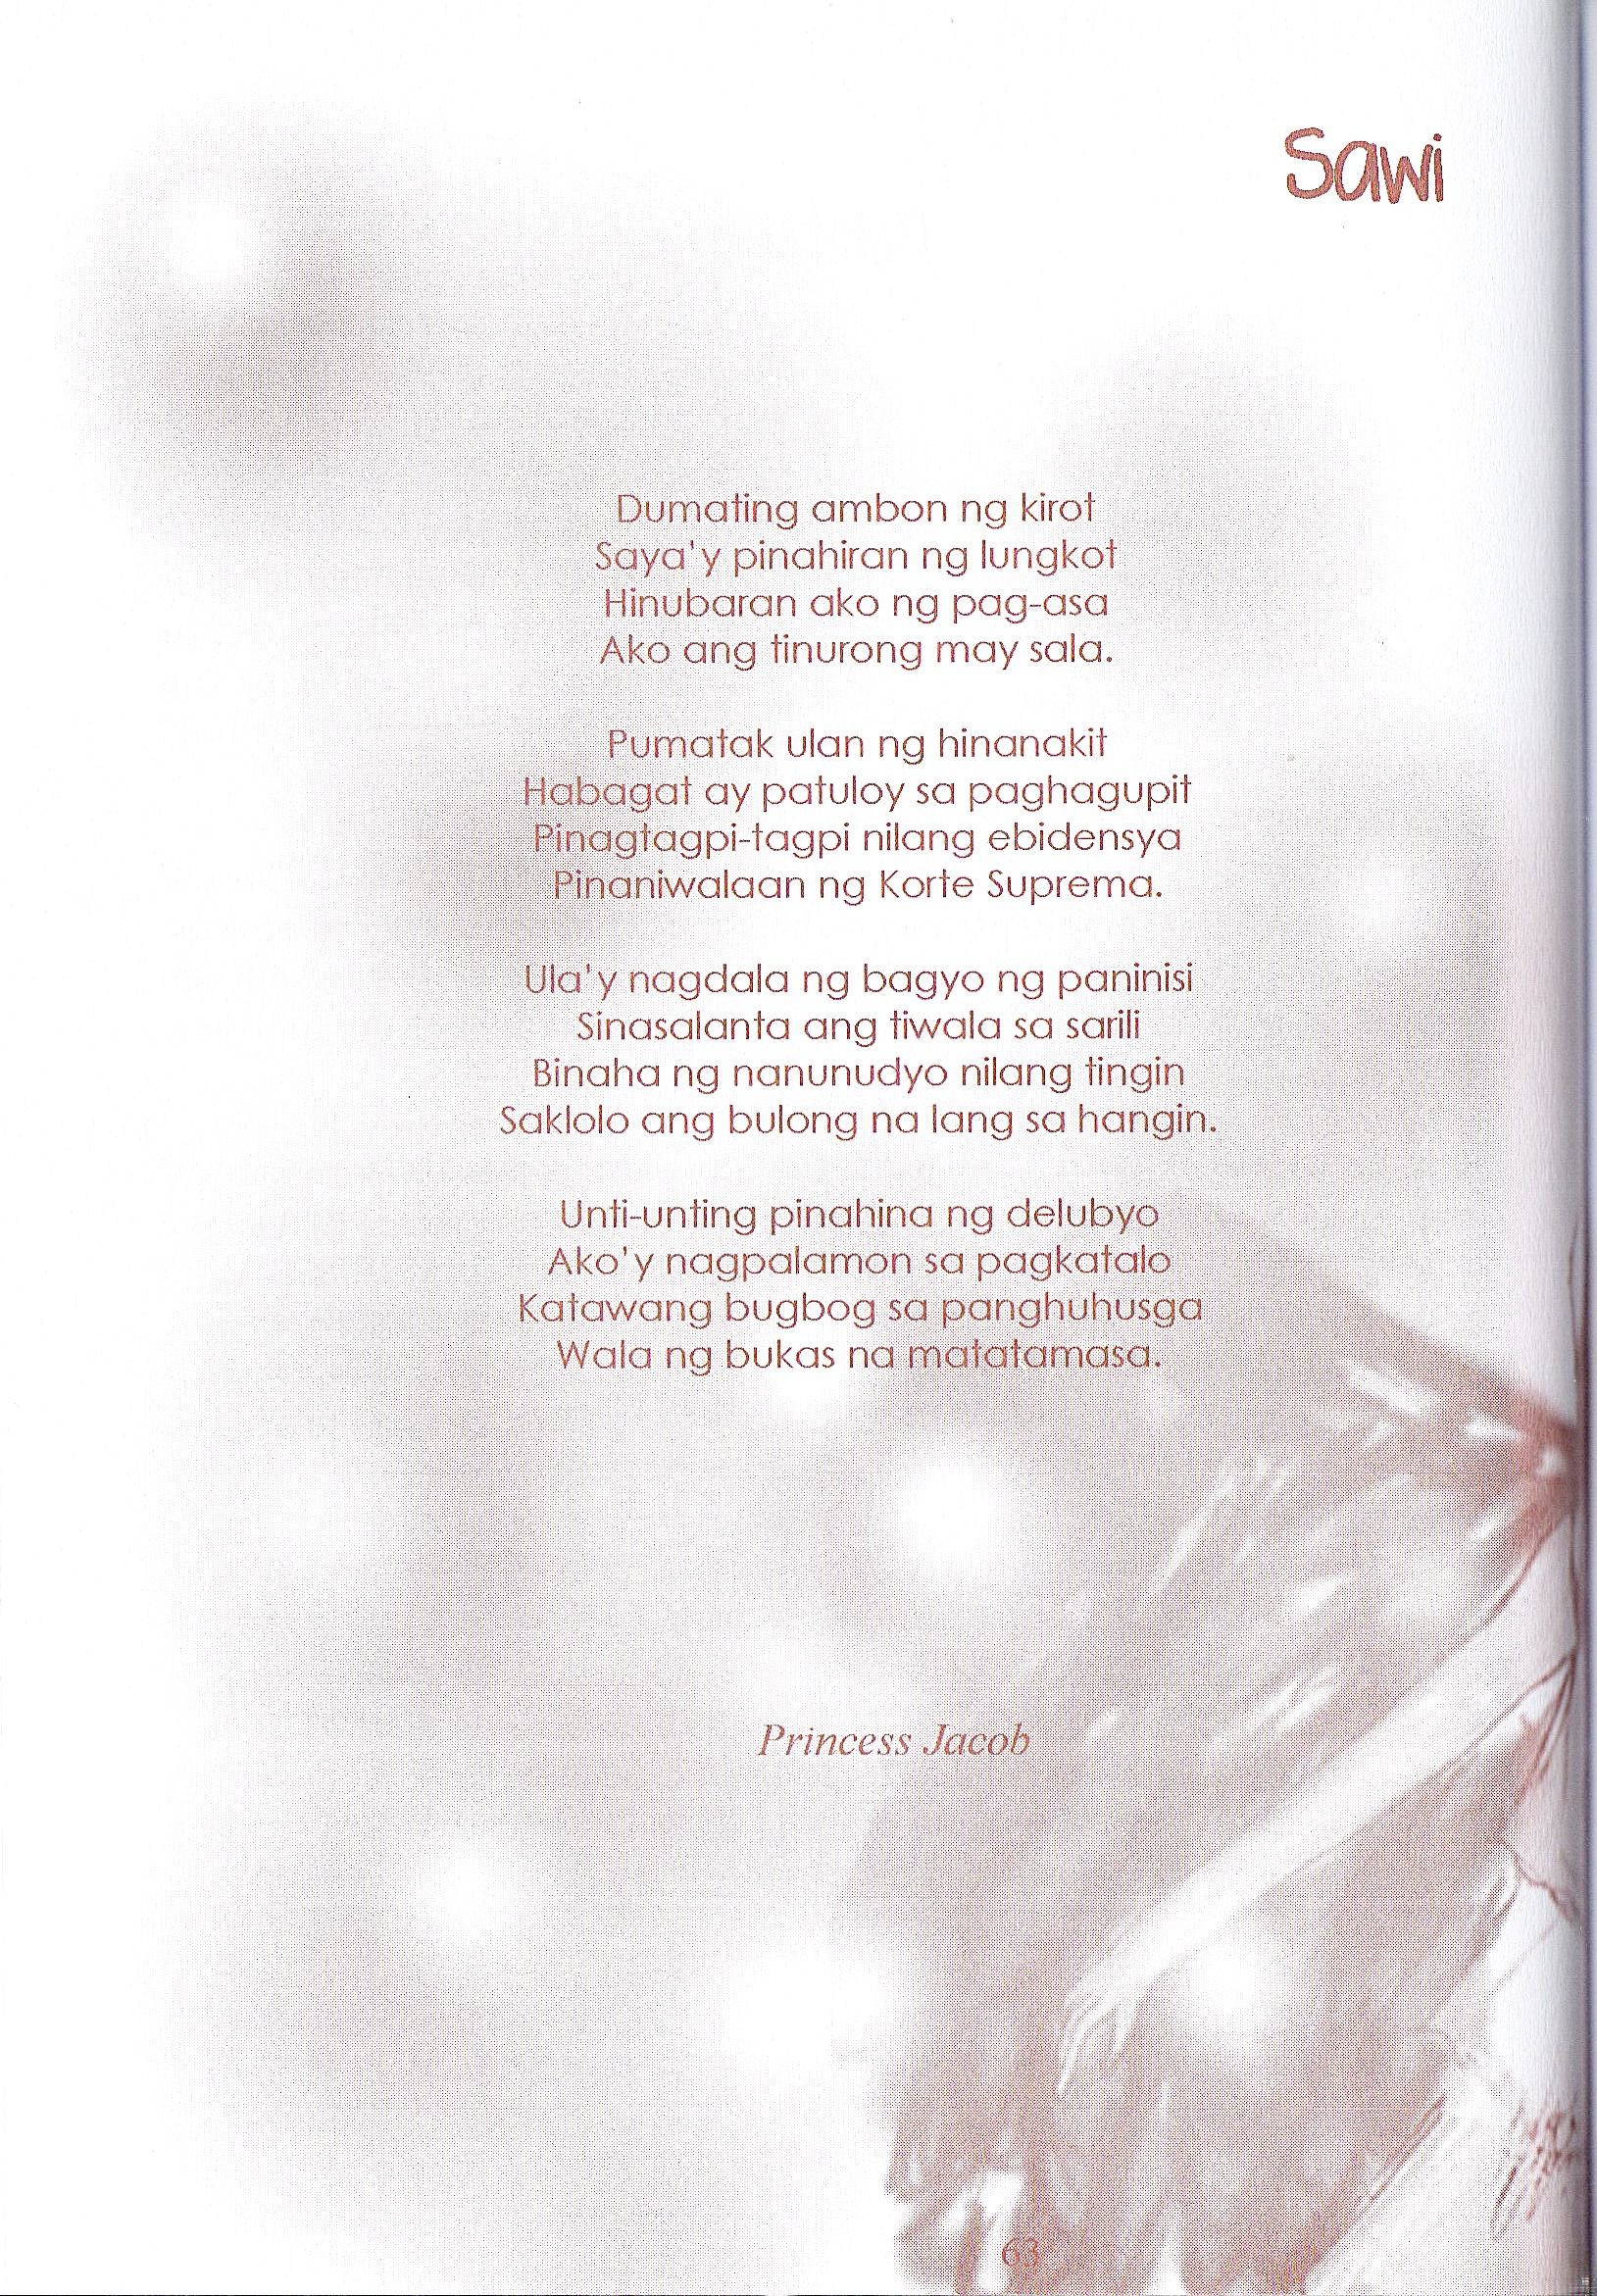 Sawi
Dumating ambon ng kirot
Saya'y pinahiran ng lungkot
Hinubaran ako ng pag-asa
Ako ang tinurong may sala.
Pumatak ulan ng hinanakit
Habagat ay patuloy sa paghagupit
Pinagtagpi-tagpi nilang ebidensya
Pinaniwalaan ng Korte Suprema.
Ula'y nagdala ng bagyo ng paninisi
Sinasalanta ang tiwala sa sarili
Binaha ng nanunudyo nilang tingin
Saklolo ang bulong na lang sa hangin.
Unti-unting pinahina ng delubyo
Ako'y nagpalamon sa pagkatalo
Katawang bugbog sa panghuhusga
Wala ng bukas na matatamasa.
Princess Jacob
63